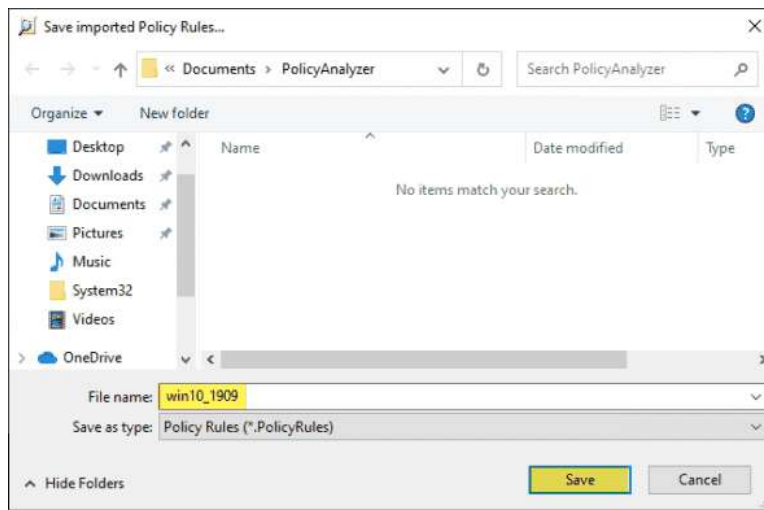 Save imported Policy Rules...
« Documents > PolicyAnalyzer
Search PolicyAnalyzer
Organize
New folder
?
Name
Date modified
Type
No items match your search.
Desktop
Downloads
Documents
Pictures
Music
System32
Videos
OneDrive
File name: win10_1909
Save as type: Policy Rules (*.PolicyRules)
Hide Folders
Save
Cancel